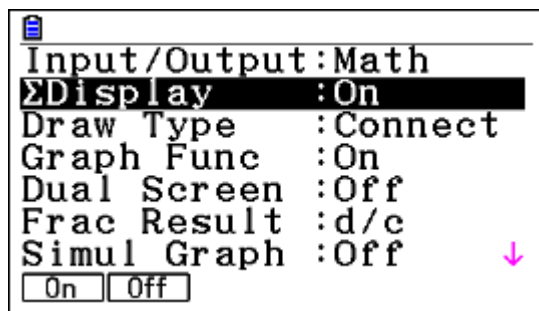 Input/Output:Math
ΣDisplay :On
Draw Type :Connect
Graph Func :On
Dual Screen :Off
Frac Result :d/c
Simul Graph :Off ↓
On Off